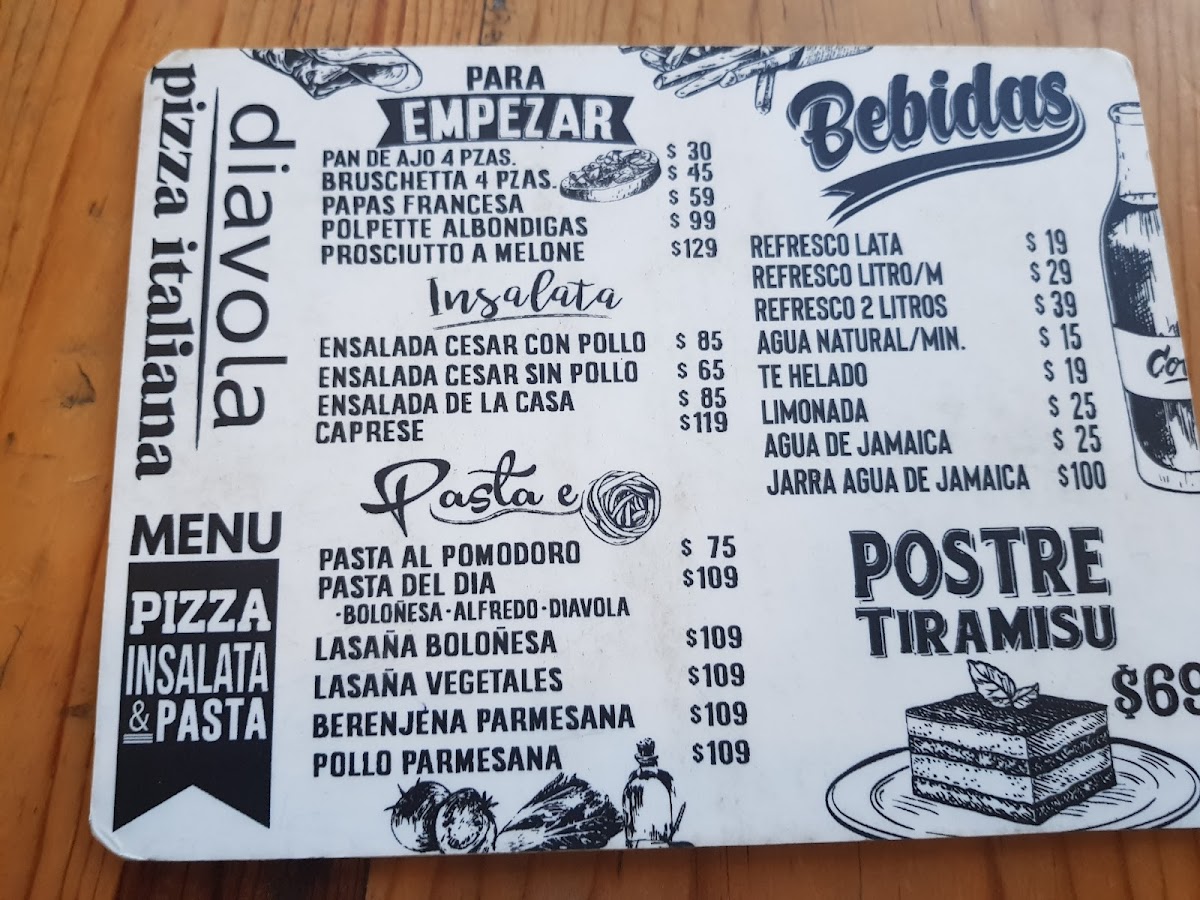 pizza italiana
diavola
MENU
PIZZA
INSALATA
& PASTA
PARA
EMPEZAR
PAN DE AJO 4 PZAS. $ 30
BRUSCHETTA 4 PZAS. $ 45
PAPAS FRANCESA $ 59
POLPETTE ALBONDIGAS $ 99
PROSCIUTTO A MELONE $129
Insalata
ENSALADA CESAR CON POLLO $ 85
ENSALADA CESAR SIN POLLO $ 65
ENSALADA DE LA CASA $ 85
CAPRESE $119
Pasta e
PASTA AL POMODORO $ 75
PASTA DEL DIA $109
·BOLOÑESA·ALFREDO·DIAVOLA
LASAÑA BOLOÑESA $109
LASAÑA VEGETALES $109
BERENJENA PARMESANA $109
POLLO PARMESANA $109
Bebidas
REFRESCO LATA $ 19
REFRESCO LITRO/M $ 29
REFRESCO 2 LITROS $ 39
AGUA NATURAL/MIN. $ 15
TE HELADO $ 19
LIMONADA $ 25
AGUA DE JAMAICA $ 25
JARRA AGUA DE JAMAICA $100
POSTRE
TIRAMISU
$69